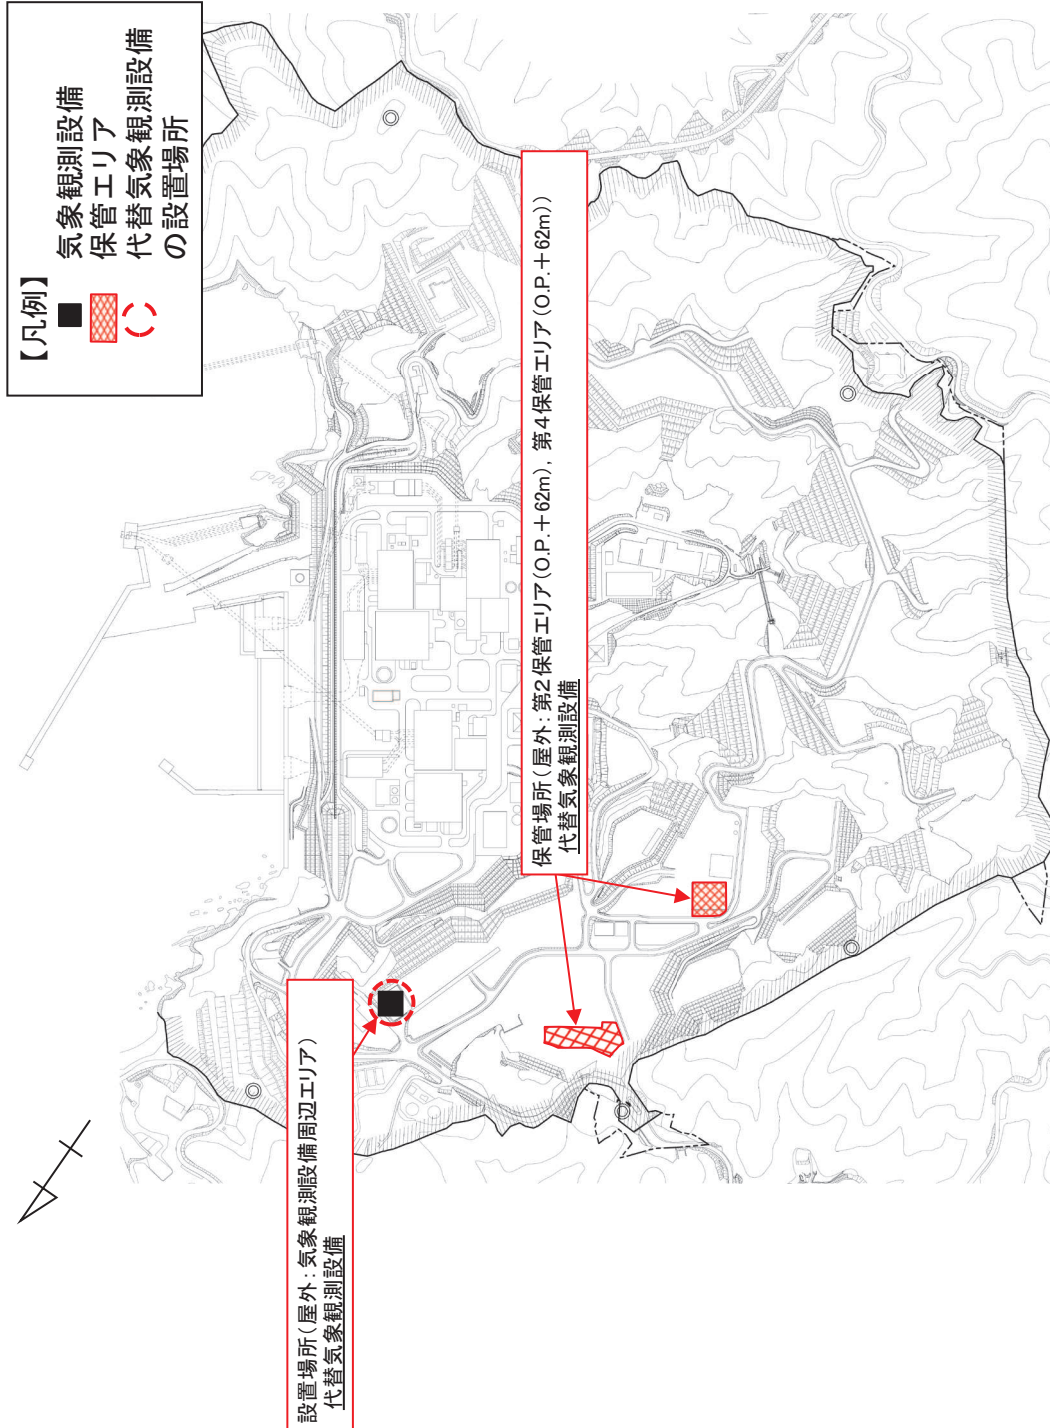 【凡例】
気象観測設備
保管エリア
代替気象観測設備
の設置場所
保管場所(屋外:第2保管エリア(O.P.+62m),第4保管エリア(O.P.+62m))
代替気象観測設備
設置場所(屋外:気象観測設備周辺エリア)
代替気象観測設備